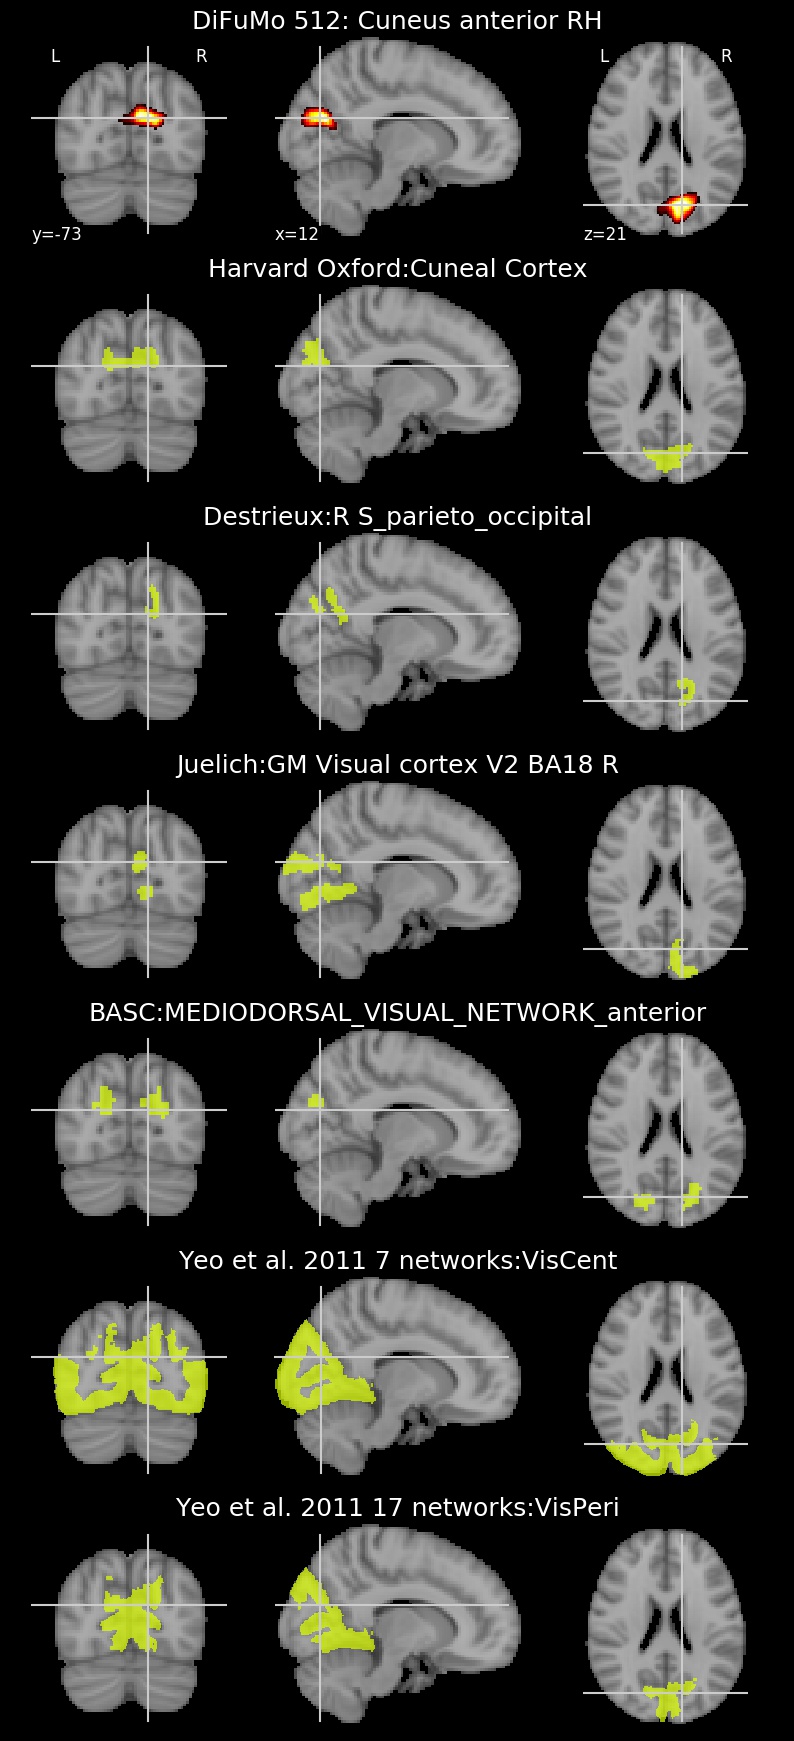 DiFuMo 512: Cuneus anterior RH
L R L R
y=-73 x=12 z=21
Harvard Oxford:Cuneal Cortex
Destrieux:R S_parieto_occipital
Juelich:GM Visual cortex V2 BA18 R
BASC:MEDIODORSAL_VISUAL_NETWORK_anterior
Yeo et al. 2011 7 networks:VisCent
Yeo et al. 2011 17 networks:VisPeri